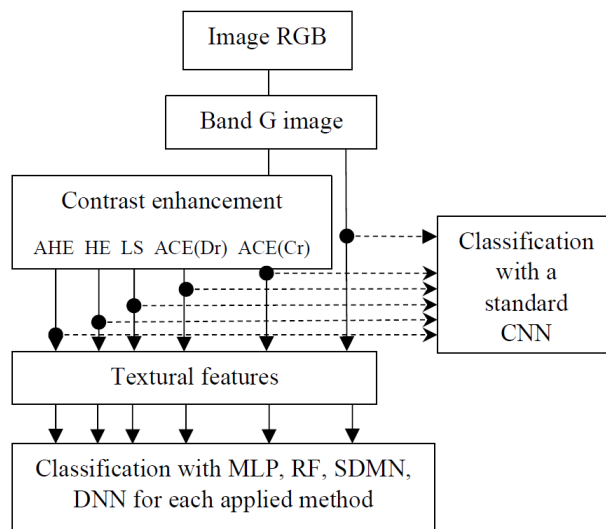 Image RGB
Band G image
Contrast enhancement
AHE HE LS ACE(Dr) ACE(Cr)
Classification
with a
standard
CNN
Textural features
Classification with MLP, RF, SDMN,
DNN for each applied method